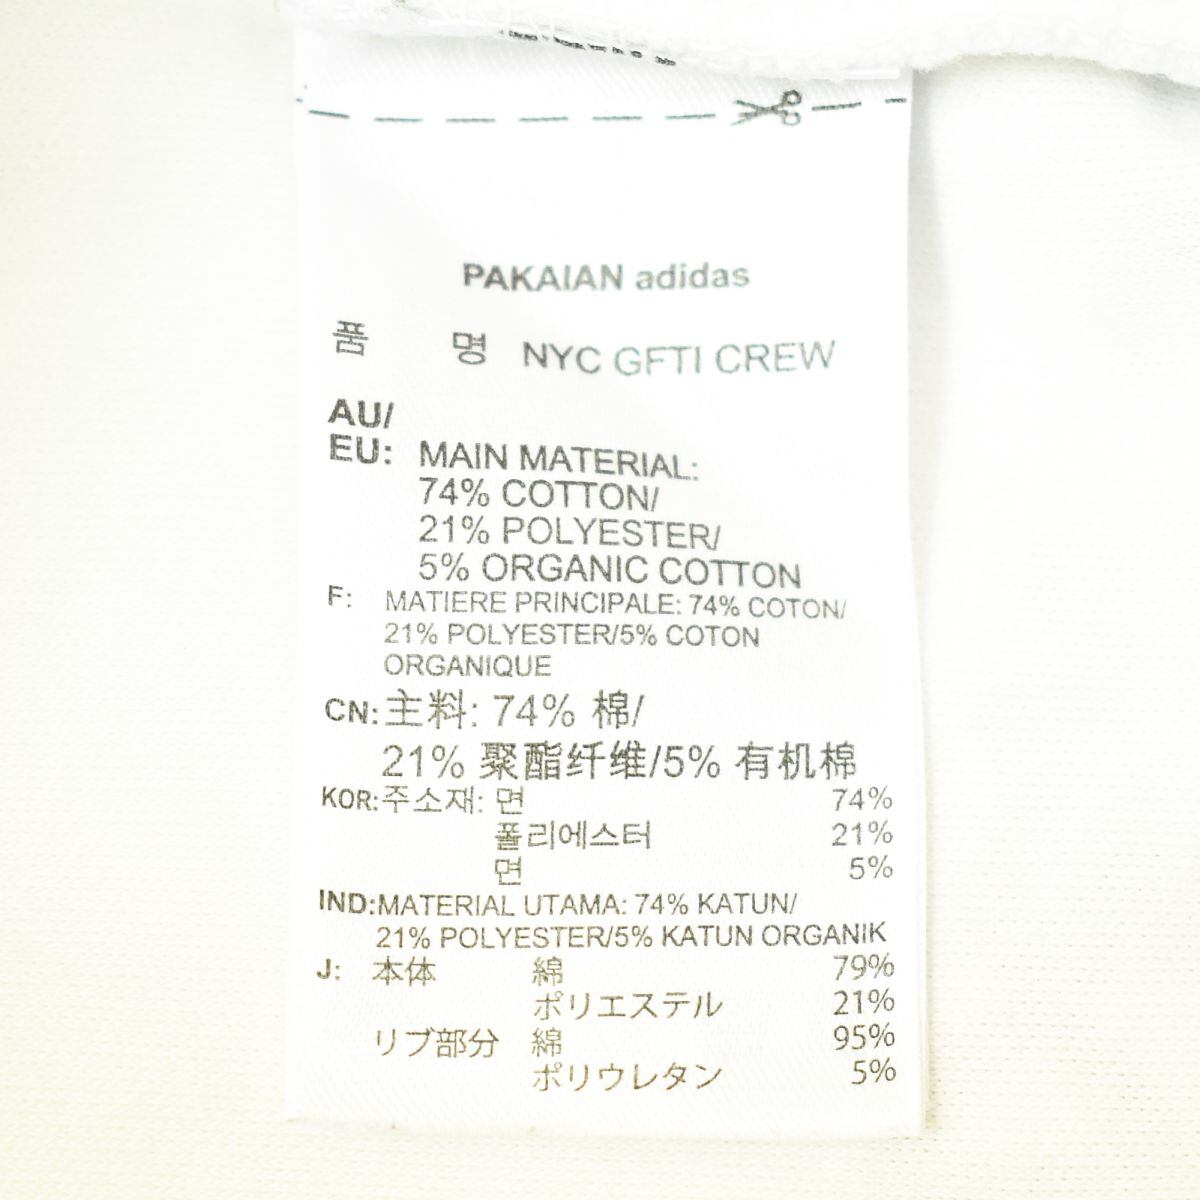 PAKAIAN adidas
품 명 NYC GFTI CREW
AU/
EU: MAIN MATERIAL:
74% COTTON/
21% POLYESTER/
5% ORGANIC COTTON
F: MATIERE PRINCIPALE: 74% COTON/
21% POLYESTER/5% COTON
ORGANIQUE
CN: 主料: 74% 棉/
21% 聚酯纤维/5% 有机棉
KOR: 주소재: 면 74%
폴리에스터 21%
면 5%
IND: MATERIAL UTAMA: 74% KATUN/
21% POLYESTER/5% KATUN ORGANIK
J: 本体 綿 79%
ポリエステル 21%
リブ部分 綿 95%
ポリウレタン 5%